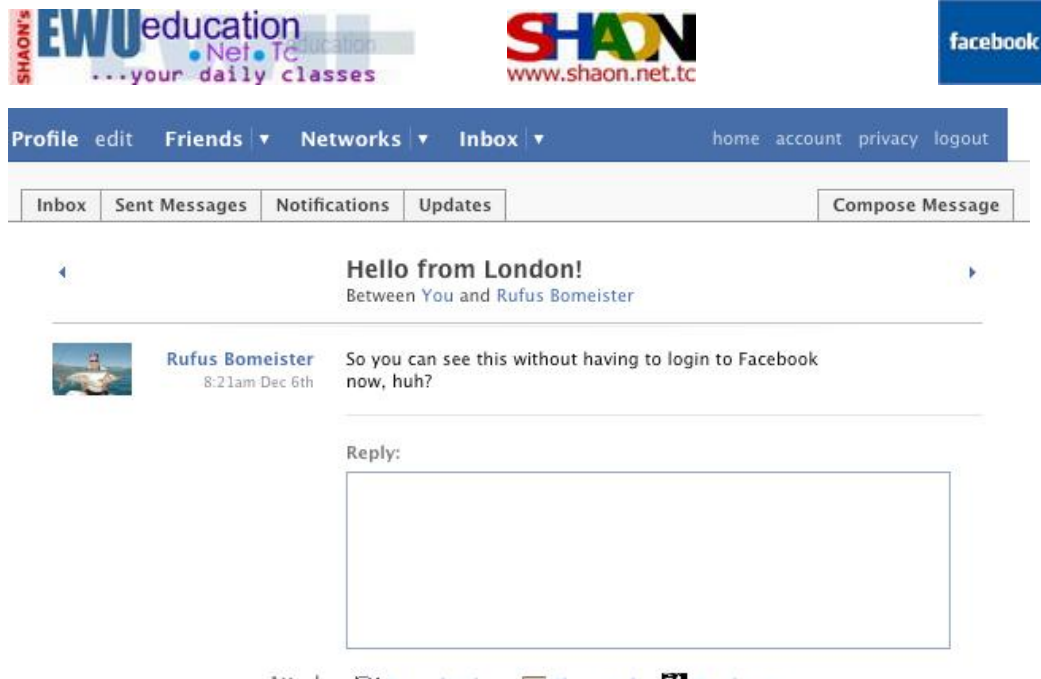 SHAON's
EWU education
Net Tc
education
...your daily classes
SHAON
www.shaon.net.tc
facebook
Profile edit Friends ▼ Networks ▼ Inbox ▼ home account privacy logout
Inbox Sent Messages Notifications Updates Compose Message
Hello from London!
Between You and Rufus Bomeister
Rufus Bomeister
8:21am Dec 6th
So you can see this without having to login to Facebook
now, huh?
Reply: